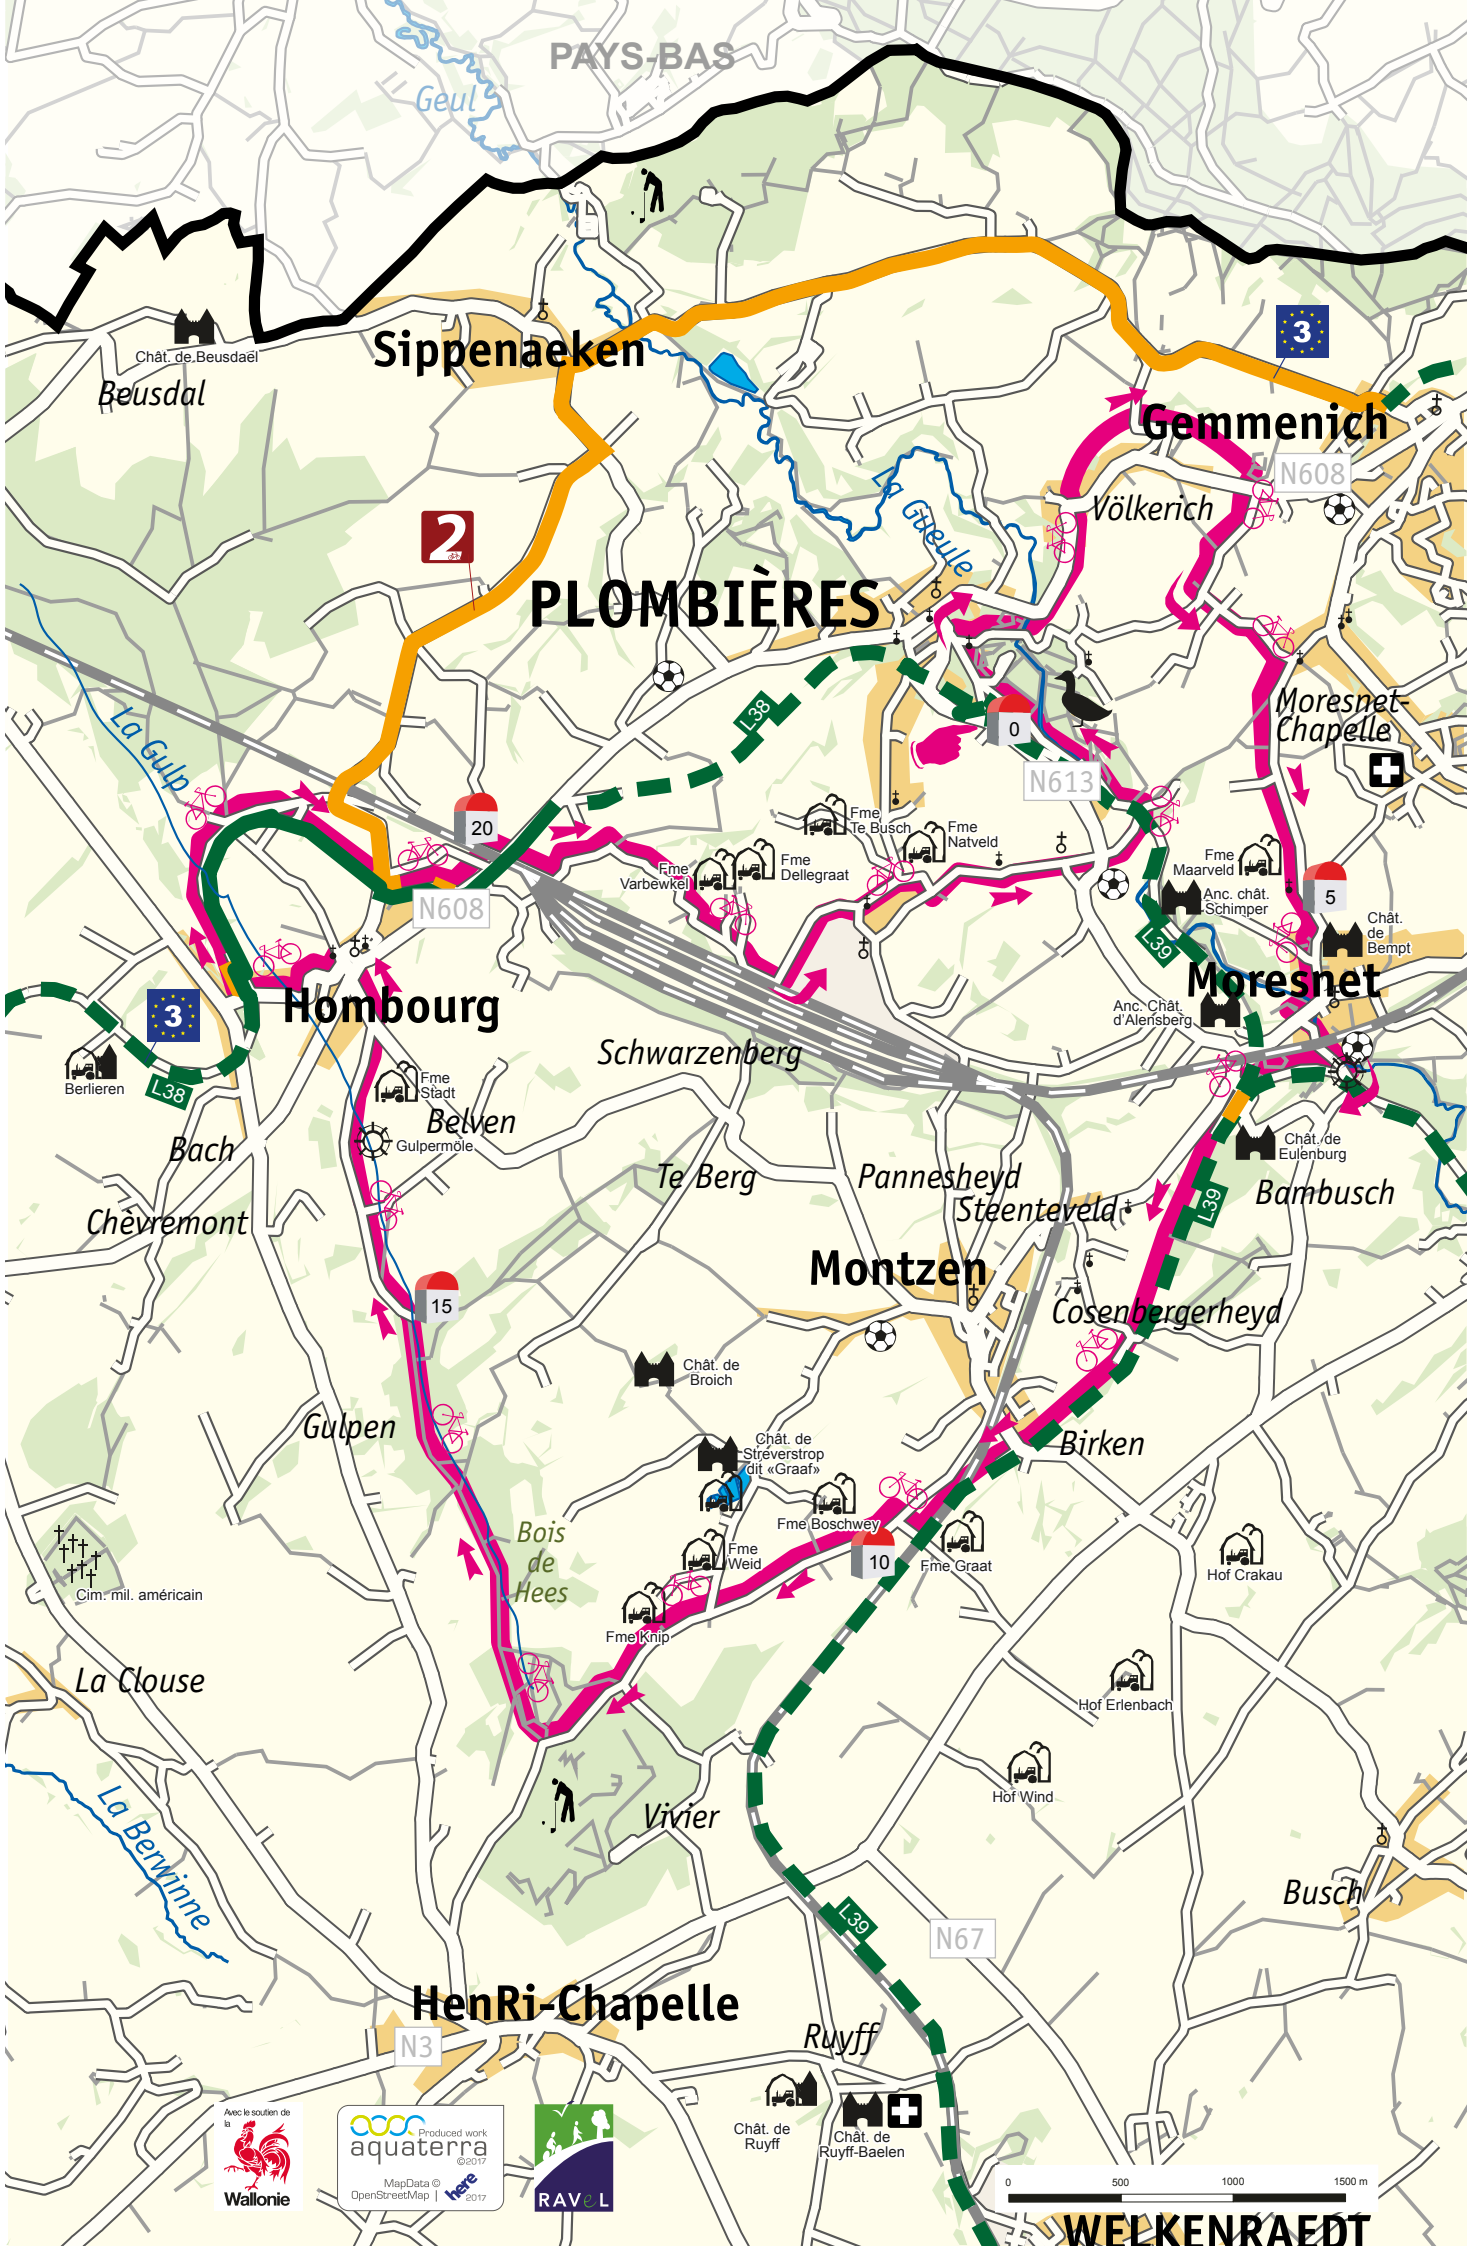 PAYS-BAS
Geul
Chât. de Beusdael
Beusdal
Sippenaeken
3
Gemmenich
N608
Völkerich
La Gueule
2
PLOMBIÈRES
Moresnet-
Chapelle
La Gulp
L38
0
N613
20
Fme
Te Busch
Fme
Natveld
Fme
Dellegraat
Fme
Varbewkel
Fme
Maarveld
Anc. chât.
Schimper
5
Chât.
de
Bempt
N608
L39
Moresnet
Anc. Chât.
d'Alensberg
Hombourg
3
Berlieren
L38
Schwarzenberg
Fme
Stadt
Belven
Gulpermöle
Bach
Chèvremont
Te Berg
Pannesheyd
Steenteveld
Chât. de
Eulenburg
Bambusch
L39
Montzen
Cosenbergerheyd
15
Chât. de
Broich
Gulpen
Birken
Chât. de
Streverstrop
dit «Graaf»
Fme Boschwey
Bois
de
Hees
Fme
Weid
10
Fme Graat
Hof Crakau
Cim. mil. américain
Fme Knip
La Clouse
Hof Erlenbach
Hof Wind
La Berwinne
Vivier
Busch
L39
N67
HenRi-Chapelle
N3
Ruyff
Chât. de
Ruyff
Chât. de
Ruyff-Baelen
Avec le soutien de
la
Wallonie
Produced work
aquaterra
©2017
MapData ©
OpenStreetMap |
here
2017
RAVeL
0 500 1000 1500 m
WELKENRAEDT